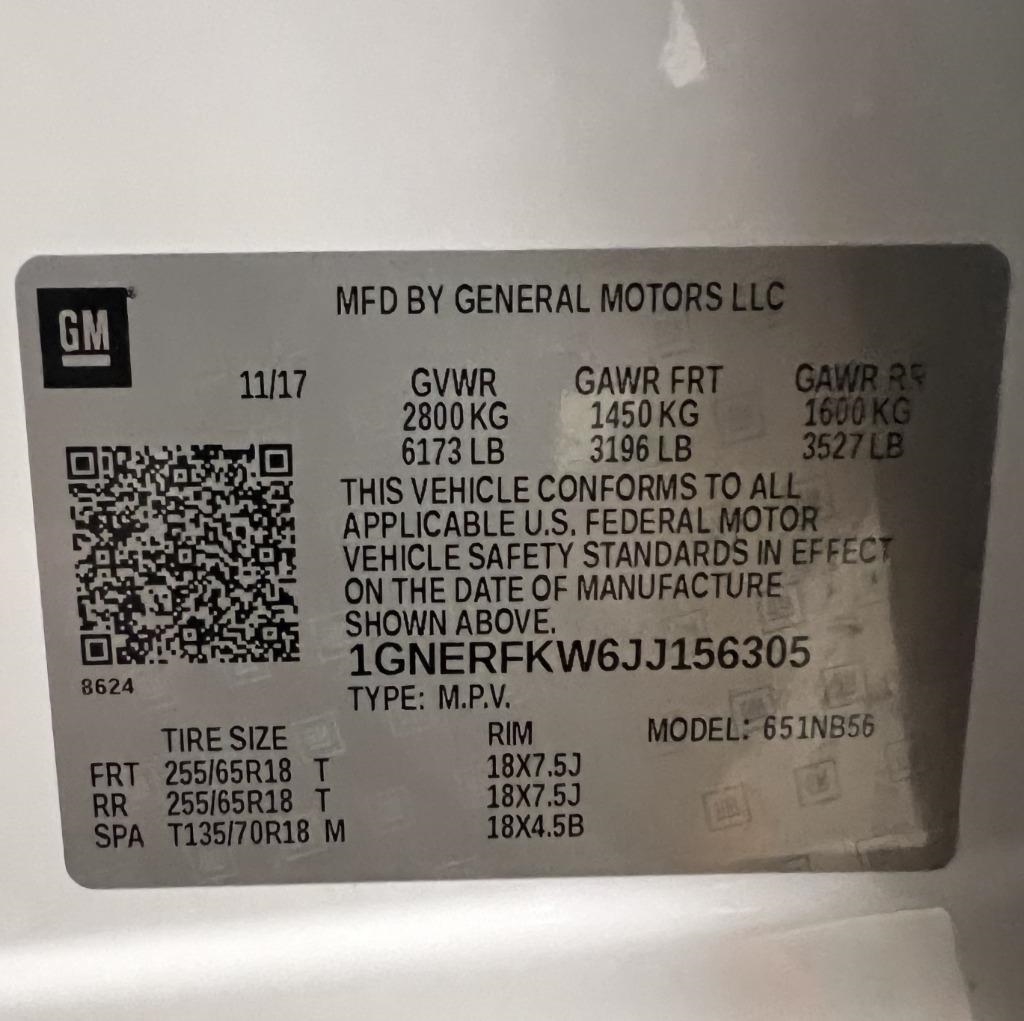 GM
MFD BY GENERAL MOTORS LLC
11/17 GVWR GAWR FRT GAWR RR
2800 KG 1450 KG 1600 KG
6173 LB 3196 LB 3527 LB
THIS VEHICLE CONFORMS TO ALL
APPLICABLE U.S. FEDERAL MOTOR
VEHICLE SAFETY STANDARDS IN EFFECT
ON THE DATE OF MANUFACTURE
SHOWN ABOVE.
1GNERFKW6JJ156305
8624
TYPE: M.P.V.
TIRE SIZE RIM MODEL: 651NB56
FRT 255/65R18 T 18X7.5J
RR 255/65R18 T 18X7.5J
SPA T135/70R18 M 18X4.5B